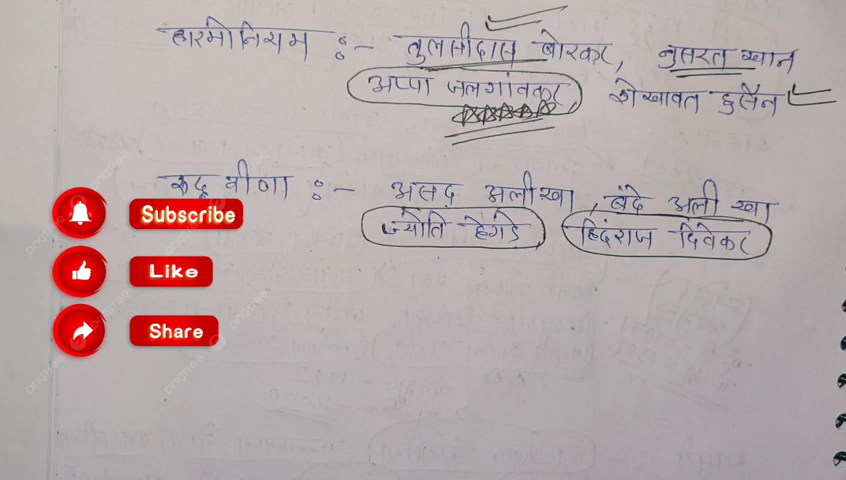 हारमोनियम :- तुलसीदास बोरकर, नुसरत खान
अप्पा जलगांवकर शेखावत हुसैन
रूद्र वीणा :- असद अली खा, बंदे अली खा
ज्योति हेगडे, हिंदराज दिवेकर
Subscribe
Like
Share